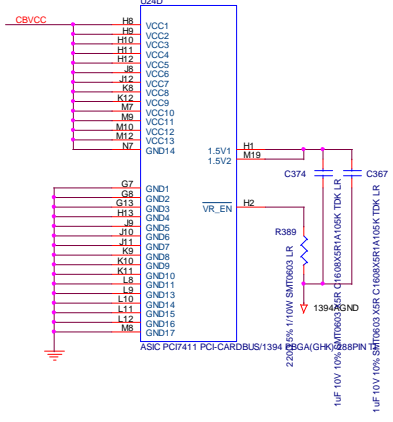 U24D
CBVCC
H8 VCC1
H9 VCC2
H10 VCC3
H11 VCC4
H12 VCC5
J8 VCC6
J12 VCC7
K8 VCC8
K12 VCC9
M7 VCC10
M9 VCC11
M10 VCC12
M12 VCC13
N7 GND14
1.5V1 H1
1.5V2 M19
C374
C367
G7 GND1
G8 GND2
G13 GND3
H13 GND4
J9 GND5
J10 GND6
J11 GND7
K9 GND8
K10 GND9
K11 GND10
L8 GND11
L9 GND13
L10 GND14
L11 GND15
L12 GND16
M8 GND17
VR_EN H2
R389
1394AGND
1uF 10V 10% SMT0603 X5R C1608X5R1A105K TDK LR
1uF 10V 10% SMT0603 X5R C1608X5R1A105K TDK LR
5% 1/10W SMT0603 LR
ASIC PCI7411 PCI-CARDBUS/1394 PBGA(GHK) 288PIN TI